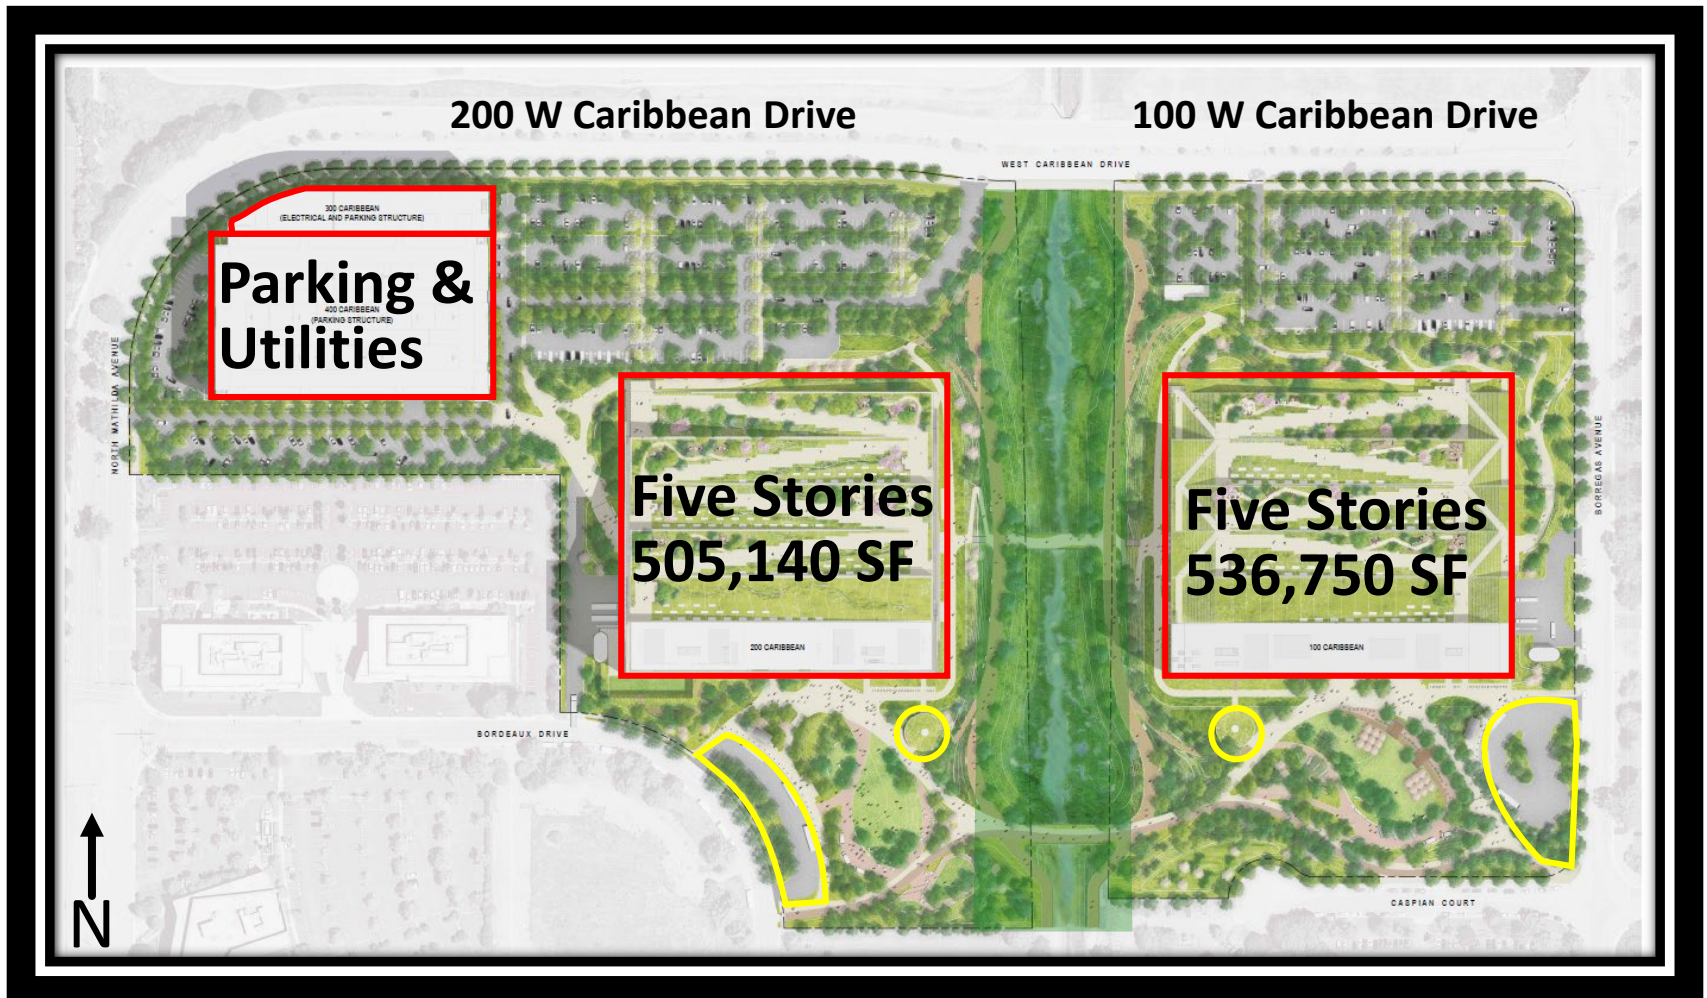 200 W Caribbean Drive
100 W Caribbean Drive
WEST CARIBBEAN DRIVE
300 CARIBBEAN
(ELECTRICAL AND PARKING STRUCTURE)
Parking &
400 CARIBBEAN
(PARKING STRUCTURE)
Utilities
NORTH MATHILDA AVENUE
Five Stories
505,140 SF
200 CARIBBEAN
Five Stories
536,750 SF
100 CARIBBEAN
BORREGAS AVENUE
BORDEAUX DRIVE
CASPIAN COURT
N